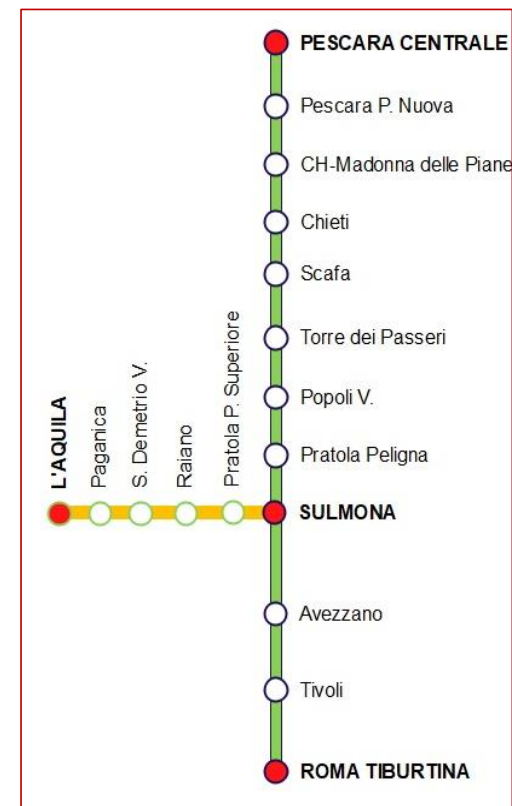 PESCARA CENTRALE
Pescara P. Nuova
CH-Madonna delle Piane
Chieti
Scafa
Torre dei Passeri
Popoli V.
Pratola Peligna
L'AQUILA
Paganica
S. Demetrio V.
Raiano
Pratola P. Superiore
SULMONA
Avezzano
Tivoli
ROMA TIBURTINA